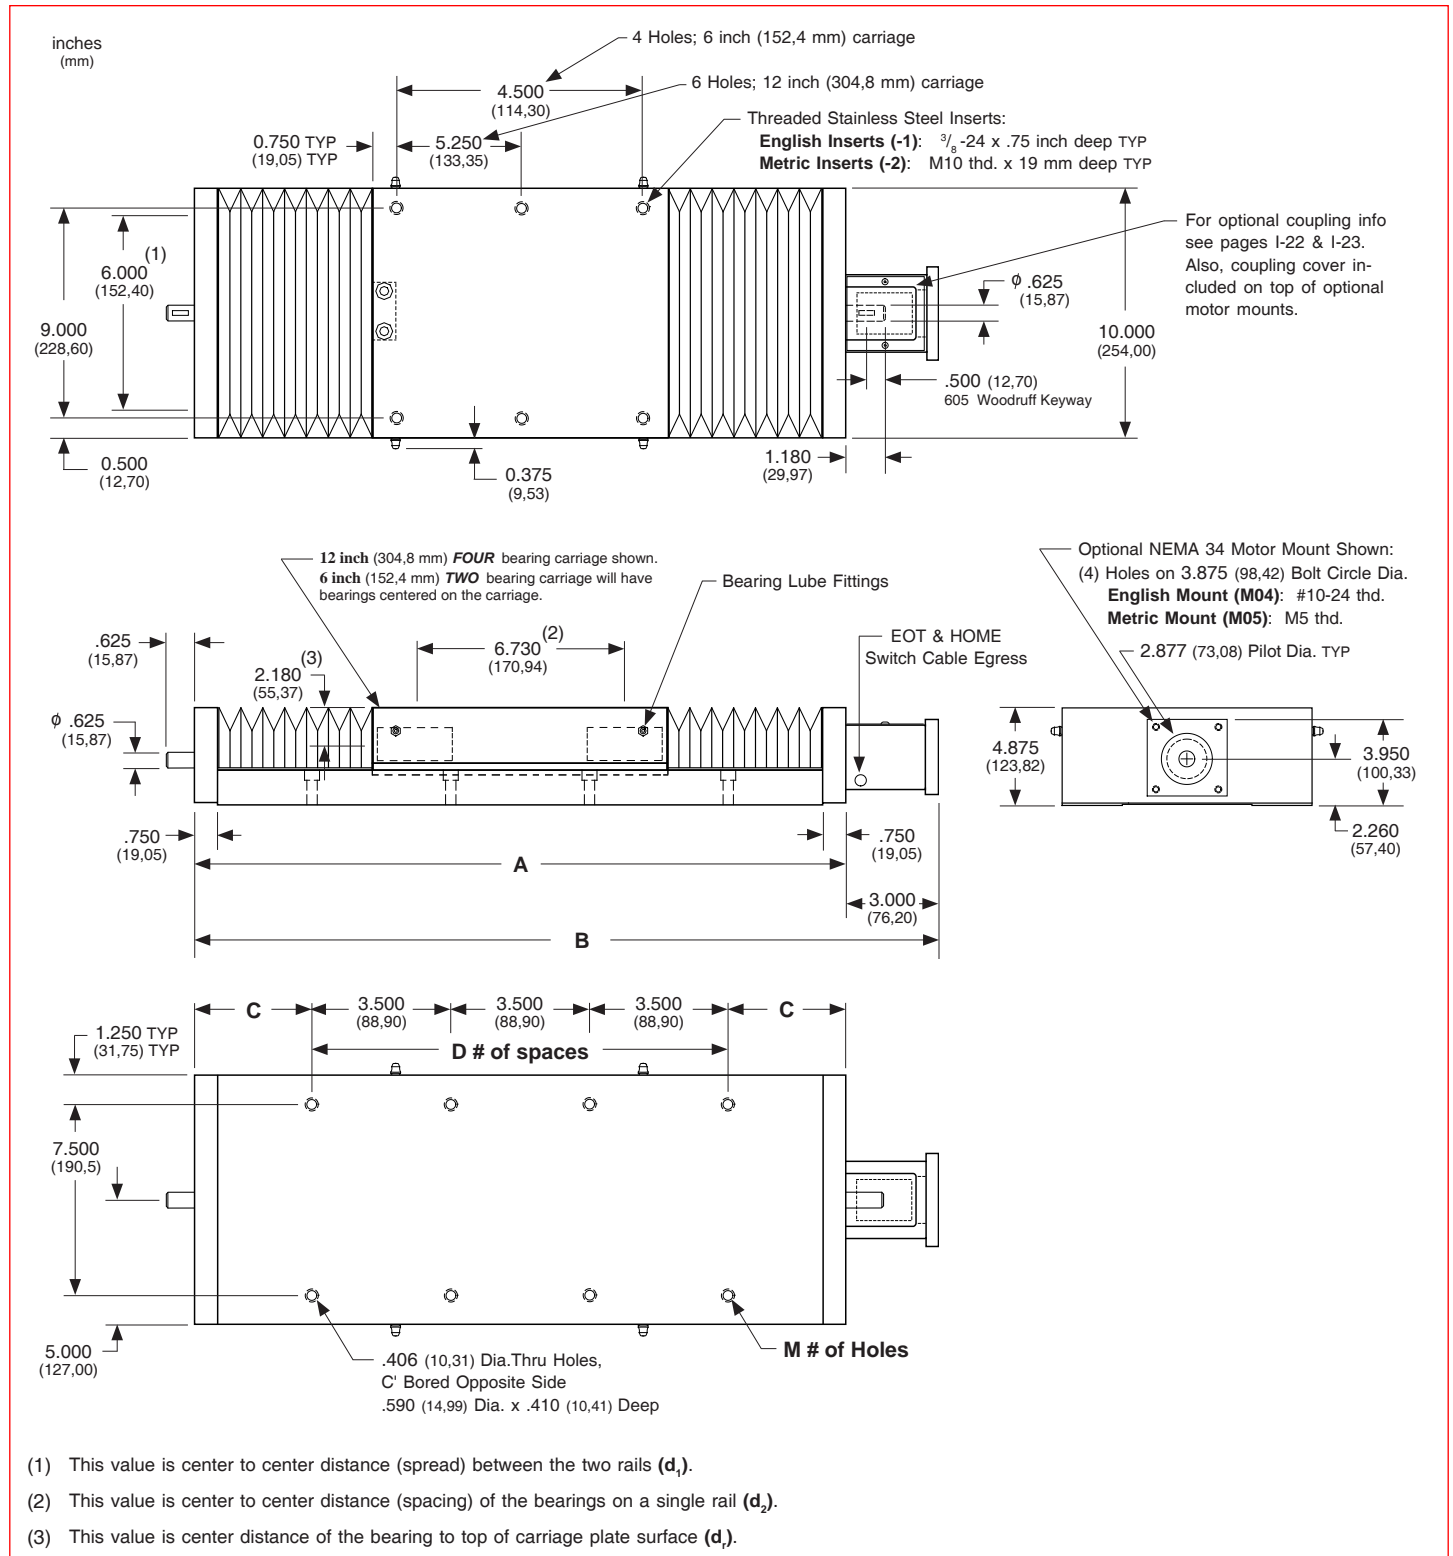 inches
(mm)
4 Holes; 6 inch (152,4 mm) carriage
4.500
(114,30)
6 Holes; 12 inch (304,8 mm) carriage
0.750 TYP
(19,05) TYP
5.250
(133,35)
Threaded Stainless Steel Inserts:
English Inserts (-1): 3/8 -24 x .75 inch deep TYP
Metric Inserts (-2): M10 thd. x 19 mm deep TYP
For optional coupling info
see pages I-22 & I-23.
Also, coupling cover in-
cluded on top of optional
motor mounts.
6.000 (1)
(152,40)
9.000
(228,60)
ϕ .625
(15,87)
10.000
(254,00)
.500 (12,70)
605 Woodruff Keyway
0.500
(12,70)
0.375
(9,53)
1.180
(29,97)
12 inch (304,8 mm) FOUR bearing carriage shown.
6 inch (152,4 mm) TWO bearing carriage will have
bearings centered on the carriage.
Bearing Lube Fittings
Optional NEMA 34 Motor Mount Shown:
(4) Holes on 3.875 (98,42) Bolt Circle Dia.
English Mount (M04): #10-24 thd.
Metric Mount (M05): M5 thd.
2.877 (73,08) Pilot Dia. TYP
.625
(15,87)
6.730 (2)
(170,94)
2.180 (3)
(55,37)
EOT & HOME
Switch Cable Egress
ϕ .625
(15,87)
4.875
(123,82)
3.950
(100,33)
2.260
(57,40)
.750
(19,05)
.750
(19,05)
A
3.000
(76,20)
B
C
3.500
(88,90)
3.500
(88,90)
3.500
(88,90)
C
1.250 TYP
(31,75) TYP
D # of spaces
7.500
(190,5)
5.000
(127,00)
.406 (10,31) Dia.Thru Holes,
C' Bored Opposite Side
.590 (14,99) Dia. x .410 (10,41) Deep
M # of Holes
(1) This value is center to center distance (spread) between the two rails (d₁).
(2) This value is center to center distance (spacing) of the bearings on a single rail (d₂).
(3) This value is center distance of the bearing to top of carriage plate surface (dᵣ).